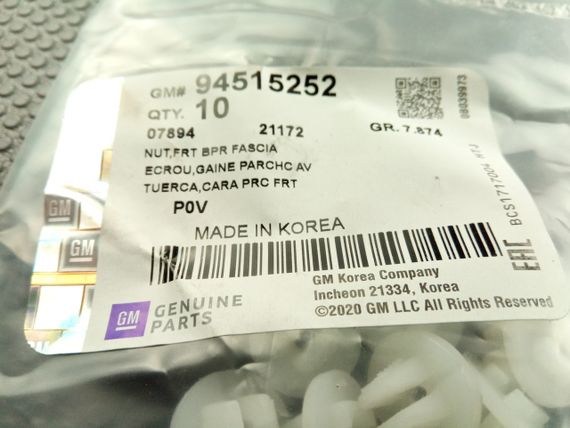 GM# 94515252
QTY. 10
07894 21172 GR. 7.874
NUT,FRT BPR FASCIA
ECROU,GAINE PARCHC AV
TUERCA,CARA PRC FRT
P0V
MADE IN KOREA
GM Korea Company
Incheon 21334, Korea
©2020 GM LLC All Rights Reserved
GM GENUINE
PARTS
GM
GM
EAC